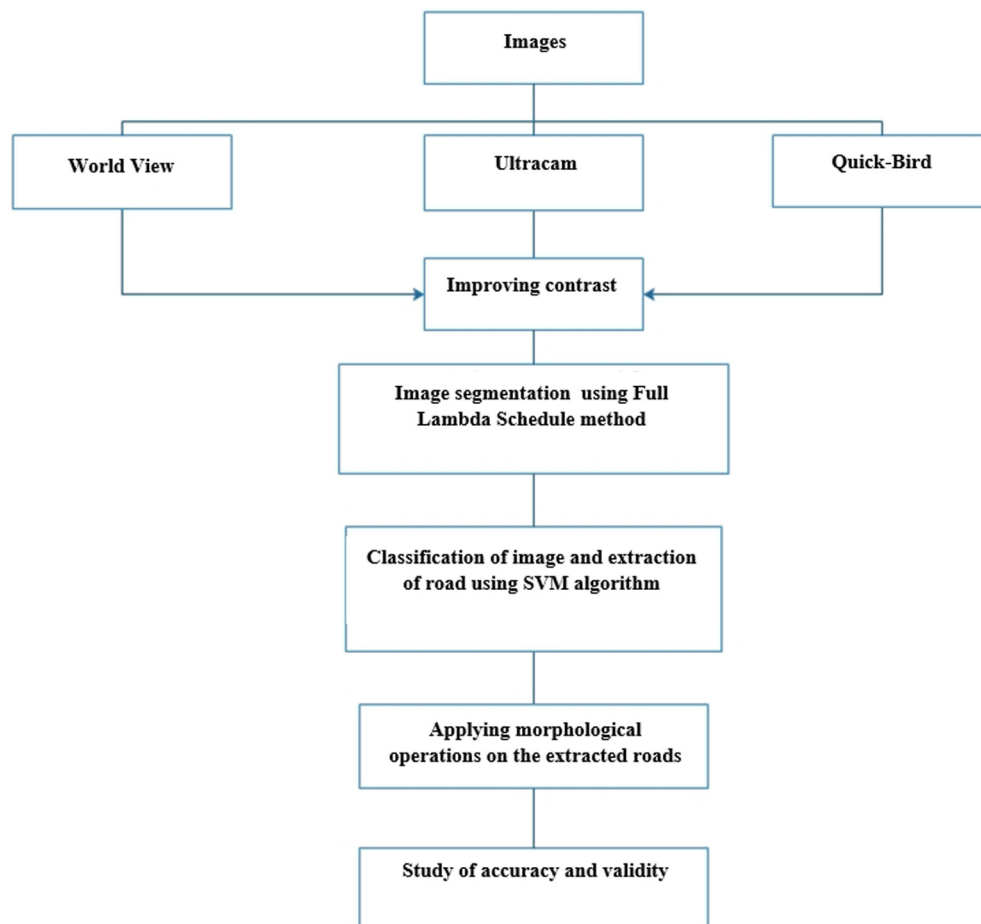 Images
World View
Ultracam
Quick-Bird
Improving contrast
Image segmentation using Full
Lambda Schedule method
Classification of image and extraction
of road using SVM algorithm
Applying morphological
operations on the extracted roads
Study of accuracy and validity